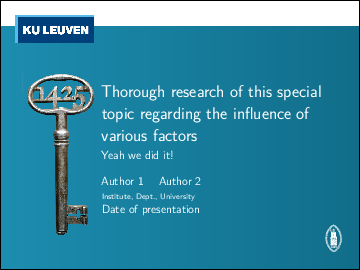 KU LEUVEN
1425
Thorough research of this special
topic regarding the influence of
various factors
Yeah we did it!
Author 1 Author 2
Institute, Dept., University
Date of presentation